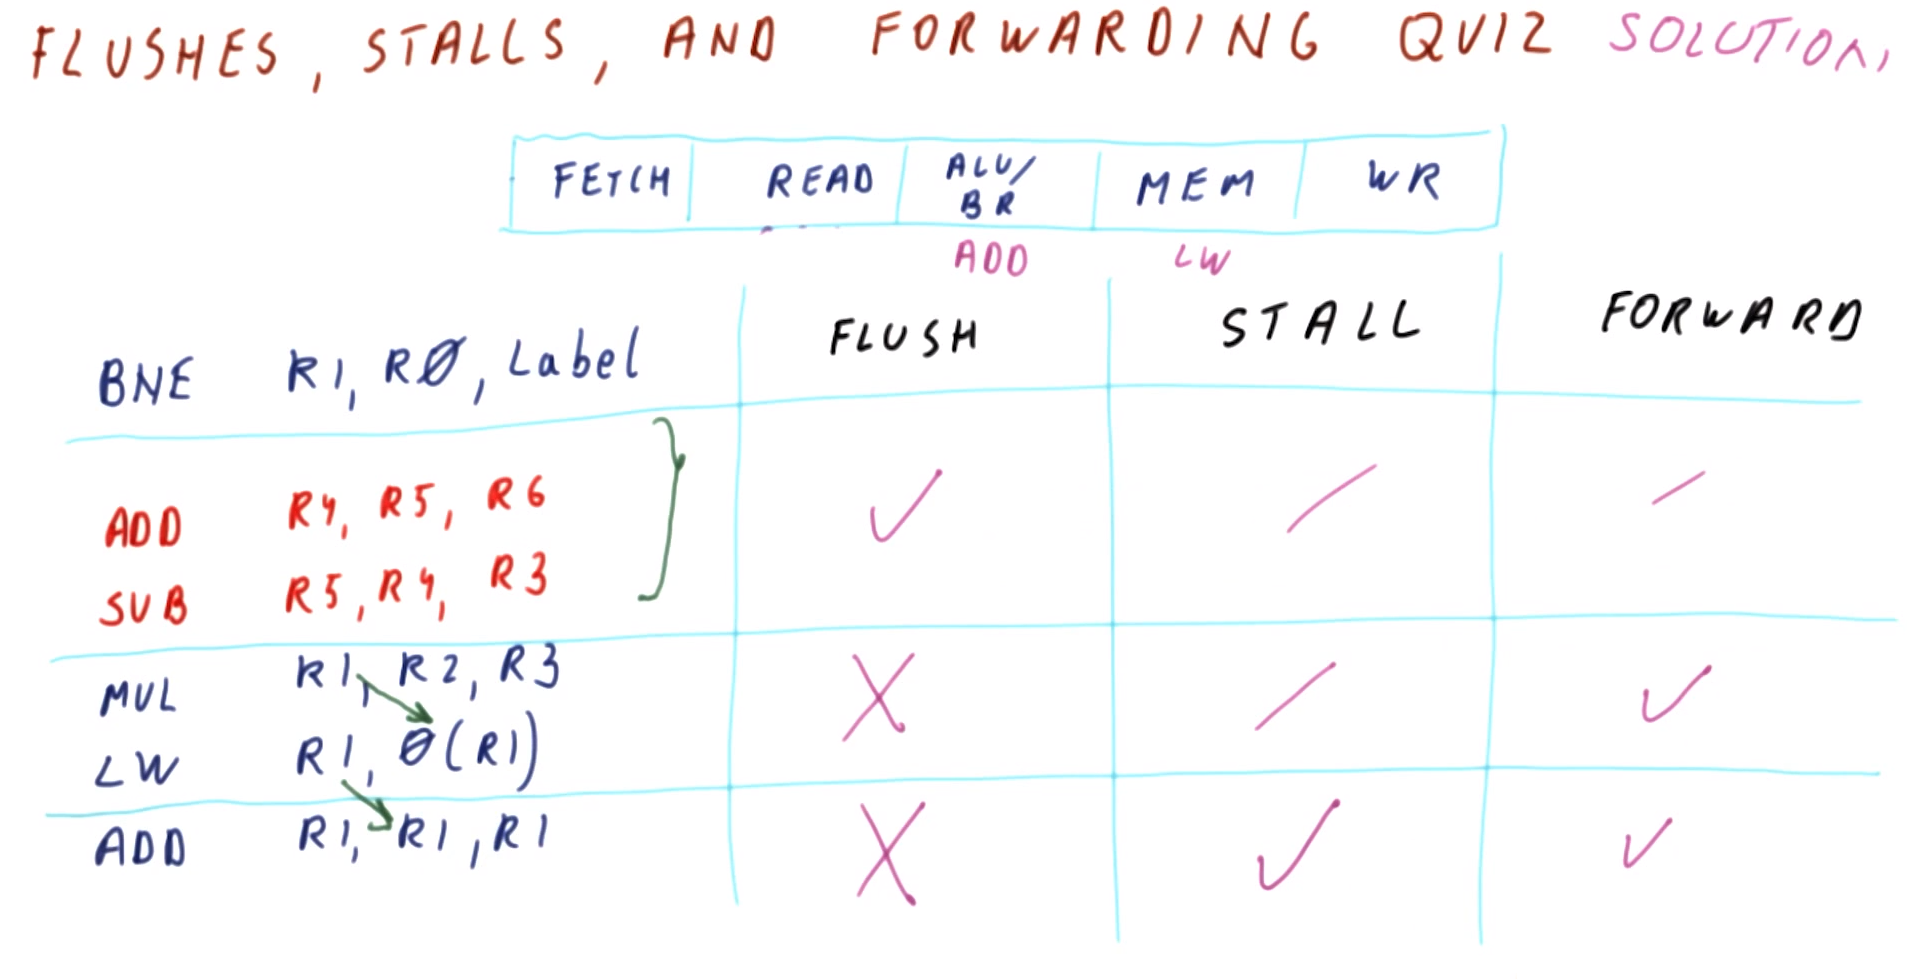 FLUSHES, STALLS, AND FORWARDING QUIZ SOLUTION
FETCH READ ALU/BR MEM WR
ADD LW
FLUSH STALL FORWARD
BNE R1, RØ, Label
ADD R4, R5, R6
SUB R5, R4, R3
MUL R1, R2, R3
LW R1, Ø(R1)
ADD R1, R1, R1